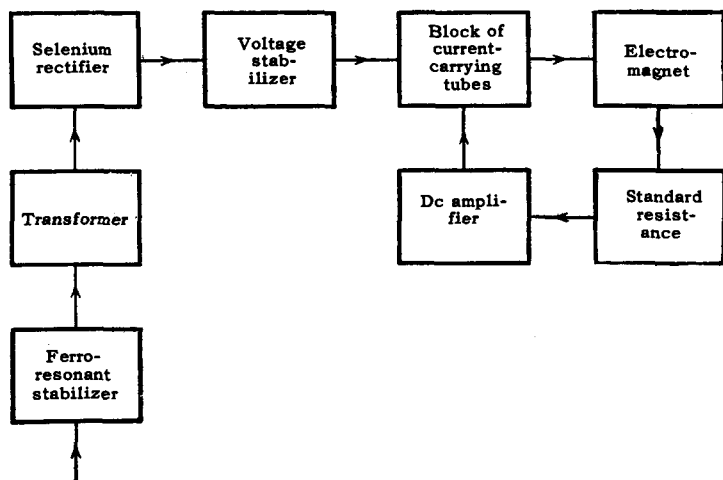 Selenium
rectifier
Voltage
stab-
ilizer
Block of
current-
carrying
tubes
Electro-
magnet
Transformer
Dc ampli-
fier
Standard
resist-
ance
Ferro-
resonant
stabilizer